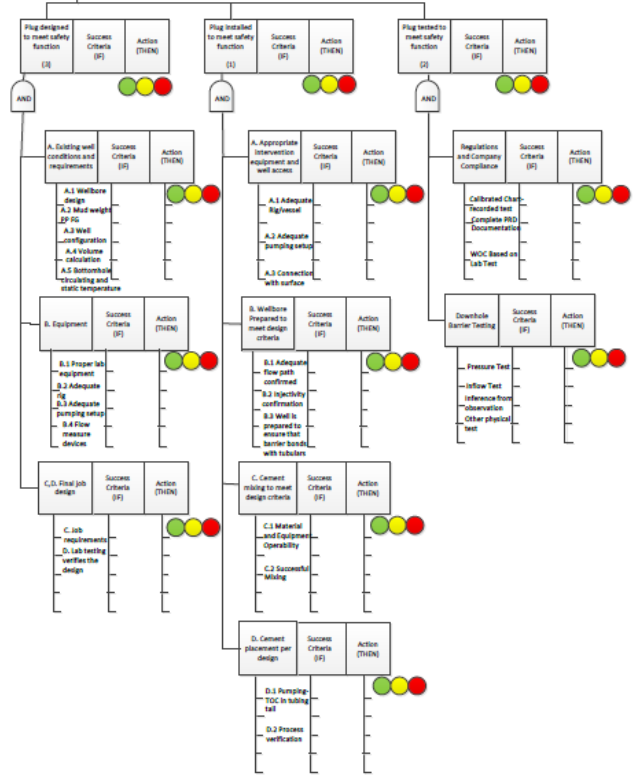 Plug designed
to meet safety
function
(3)
Success
Criteria
(IF)
Action
(THEN)
AND
A. Existing well
conditions and
requirements
Success
Criteria
(IF)
Action
(THEN)
A.1 Wellbore
design
A.2 Mud weight
PP FG
A.3 Well
configuration
A.4 Volume
calculation
A.5 Bottomhole
circulating and
static temperature
B. Equipment
Success
Criteria
(IF)
Action
(THEN)
B.1 Proper lab
equipment
B.2 Adequate
rig
B.3 Adequate
pumping setup
B.4 Flow
measure
devices
C,D. Final job
design
Success
Criteria
(IF)
Action
(THEN)
C. Job
requirements
D. Lab testing
verifies the
design
Plug installed
to meet safety
function
(1)
Success
Criteria
(IF)
Action
(THEN)
AND
A. Appropriate
intervention
equipment and
well access
Success
Criteria
(IF)
Action
(THEN)
A.1 Adequate
Rig/vessel
A.2 Adequate
pumping setup
A.3 Connection
with surface
B. Wellbore
Prepared to
meet design
criteria
Success
Criteria
(IF)
Action
(THEN)
B.1 Adequate
flow path
confirmed
B.2 Injectivity
confirmation
B.3 Well is
prepared to
ensure that
barrier bonds
with tubulars
C. Cement
mixing to meet
design criteria
Success
Criteria
(IF)
Action
(THEN)
C.1 Material
and Equipment
Operability
C.2 Successful
Mixing
D. Cement
placement per
design
Success
Criteria
(IF)
Action
(THEN)
D.1 Pumping-
TOC in tubing
tail
D.2 Process
verification
Plug tested to
meet safety
function
(2)
Success
Criteria
(IF)
Action
(THEN)
AND
Regulations
and Company
Compliance
Success
Criteria
(IF)
Action
(THEN)
Calibrated Chart-
recorded test
Complete PRD
Documentation
WOC Based on
Lab Test
Downhole
Barrier Testing
Success
Criteria
(IF)
Action
(THEN)
Pressure Test
Inflow Test
Inference from
observation
Other physical
test